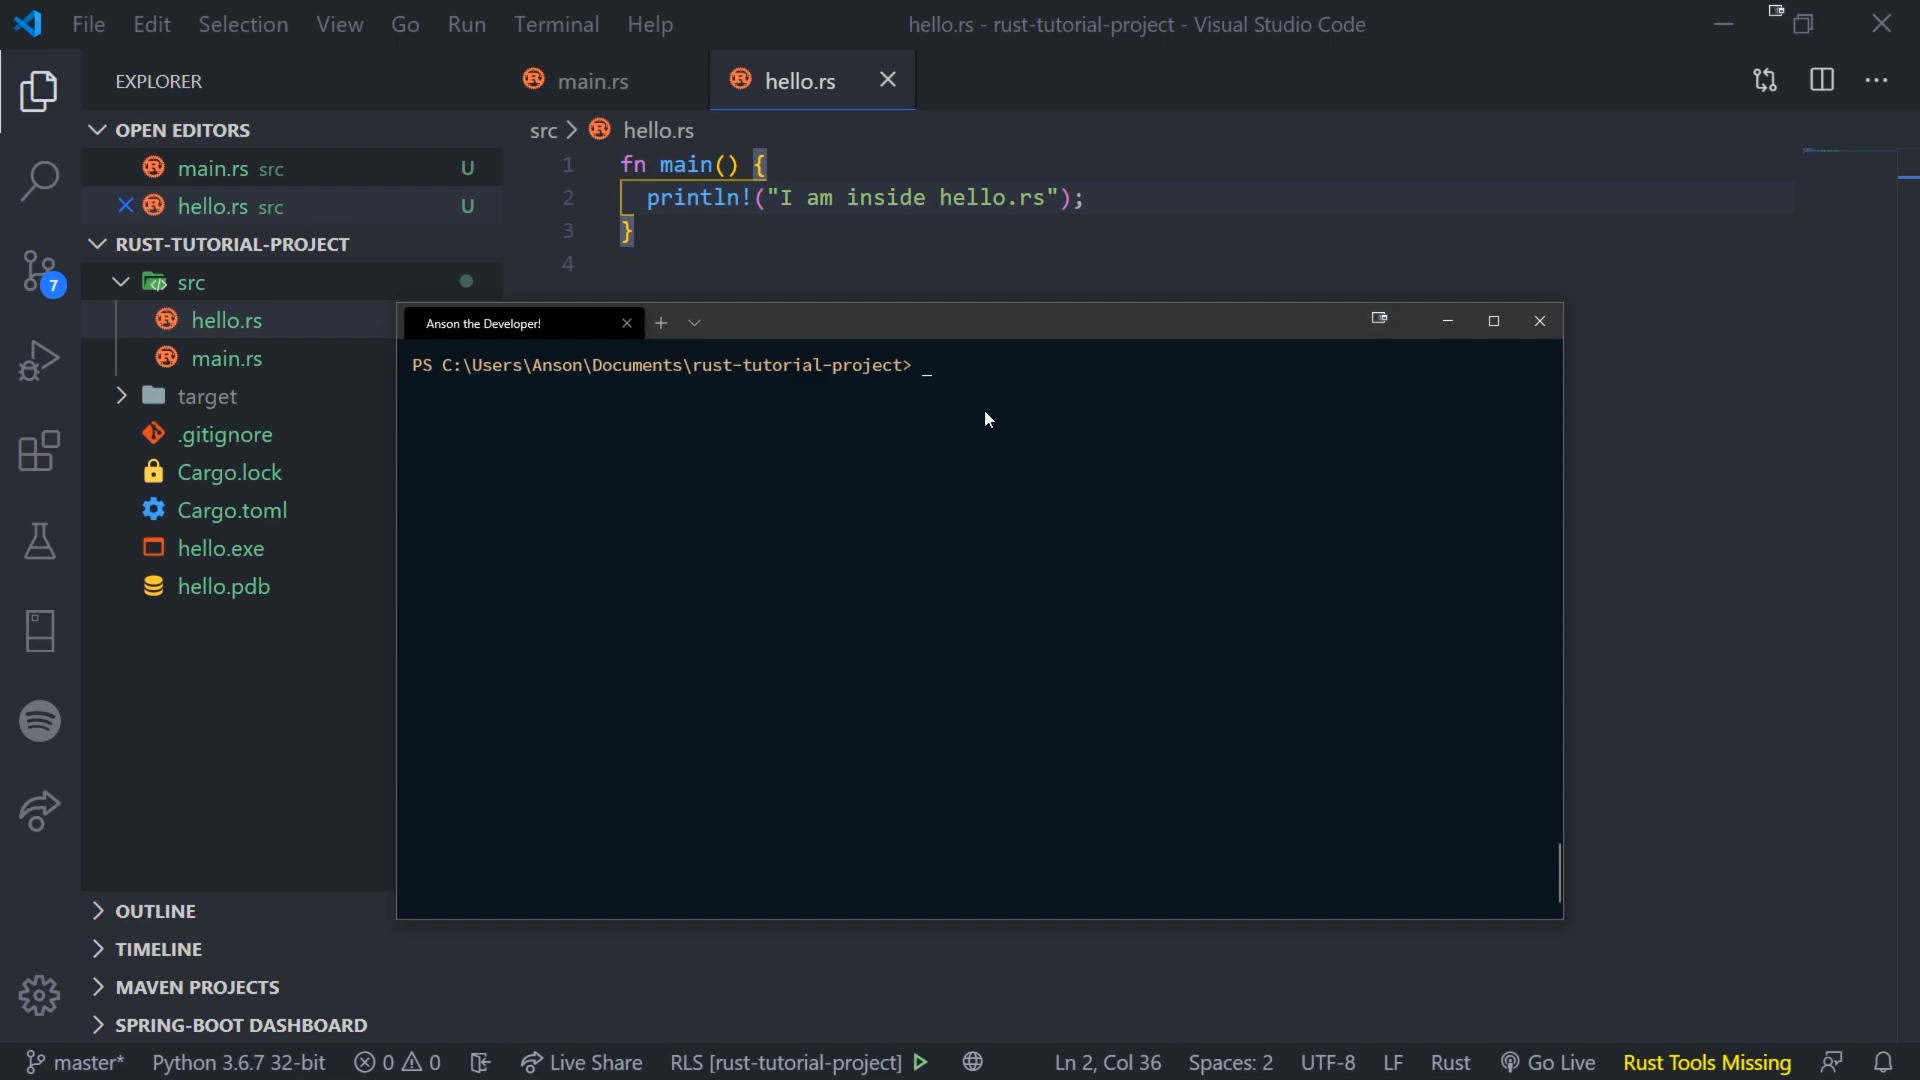 File Edit Selection View Go Run Terminal Help hello.rs - rust-tutorial-project - Visual Studio Code
EXPLORER
main.rs
hello.rs
OPEN EDITORS
main.rs src U
hello.rs src U
RUST-TUTORIAL-PROJECT
src
hello.rs
main.rs
target
.gitignore
Cargo.lock
Cargo.toml
hello.exe
hello.pdb
7
OUTLINE
TIMELINE
MAVEN PROJECTS
SPRING-BOOT DASHBOARD
src > hello.rs
1 fn main() {
2 println!("I am inside hello.rs");
3 }
4
Anson the Developer!
PS C:\Users\Anson\Documents\rust-tutorial-project> _
master* Python 3.6.7 32-bit 0 0 Live Share RLS [rust-tutorial-project] Ln 2, Col 36 Spaces: 2 UTF-8 LF Rust Go Live Rust Tools Missing